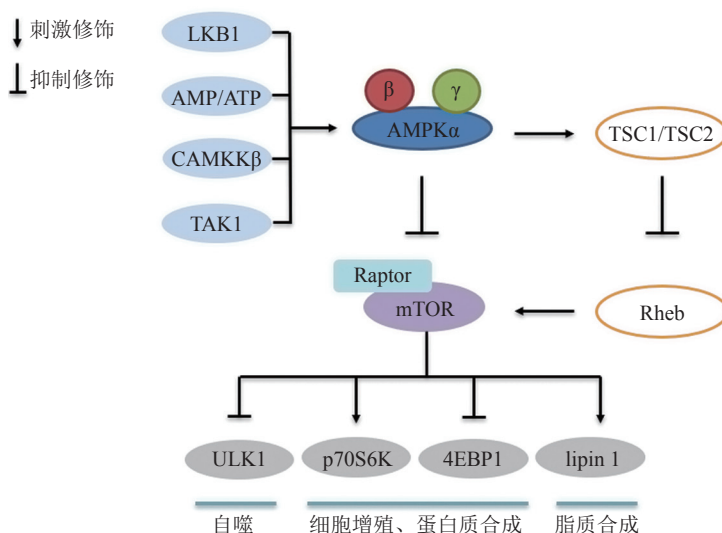 刺激修饰
抑制修饰
LKB1
AMP/ATP
CAMKKβ
TAK1
β
γ
AMPKα
TSC1/TSC2
Raptor
mTOR
Rheb
ULK1
p70S6K
4EBP1
lipin 1
自噬
细胞增殖、蛋白质合成
脂质合成